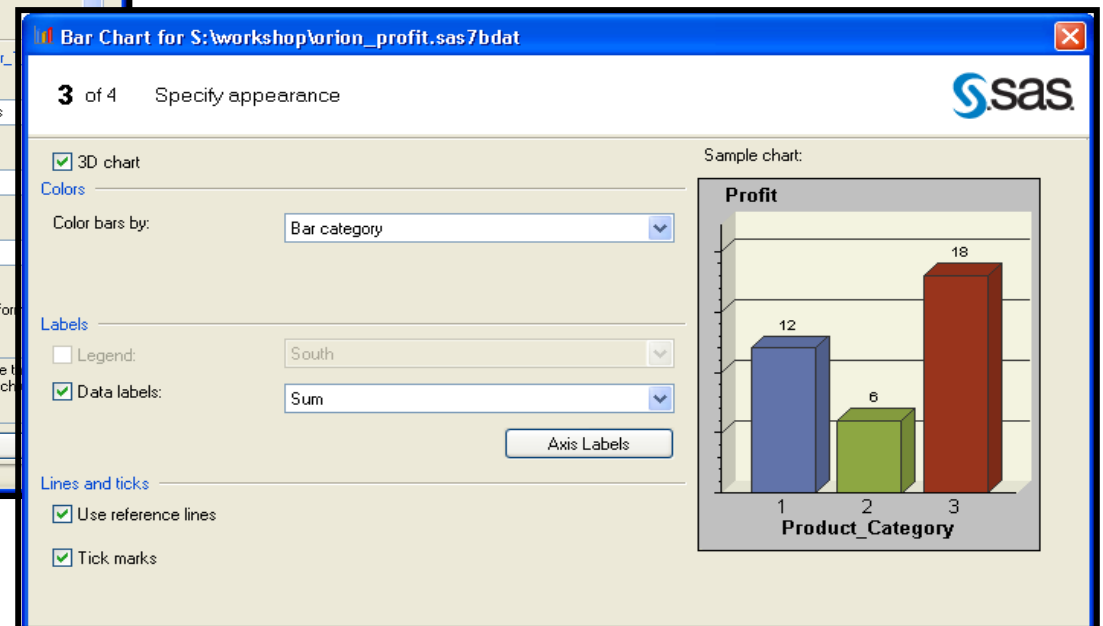 Bar Chart for S:\workshop\orion_profit.sas7bdat
3 of 4 Specify appearance
sas
3D chart
Colors
Color bars by: Bar category
Labels
Legend: South
Data labels: Sum
Axis Labels
Lines and ticks
Use reference lines
Tick marks
Sample chart:
Profit
18
12
6
1 2 3
Product_Category